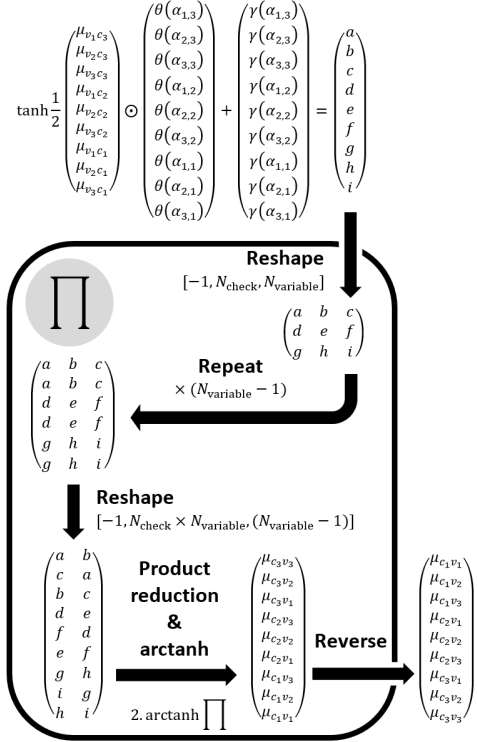 tanh 1/2 (μ_{v₁c₃} μ_{v₂c₃} μ_{v₃c₃} μ_{v₁c₂} μ_{v₂c₂} μ_{v₃c₂} μ_{v₁c₁} μ_{v₂c₁} μ_{v₃c₁}) ⊙ (θ(α_{1,3}) θ(α_{2,3}) θ(α_{3,3}) θ(α_{1,2}) θ(α_{2,2}) θ(α_{3,2}) θ(α_{1,1}) θ(α_{2,1}) θ(α_{3,1})) + (γ(α_{1,3}) γ(α_{2,3}) γ(α_{3,3}) γ(α_{1,2}) γ(α_{2,2}) γ(α_{3,2}) γ(α_{1,1}) γ(α_{2,1}) γ(α_{3,1})) = (a b c d e f g h i)
Reshape
[−1, N_check, N_variable]
∏
a b c
d e f
g h i
Repeat
× (N_variable − 1)
a b c
a b c
d e f
d e f
g h i
g h i
Reshape
[−1, N_check × N_variable, (N_variable − 1)]
a b
c a
b c
d e
f d
e f
g h
i g
h i
Product
reduction
&
arctanh
2. arctanh ∏
μ_{c₃v₃}
μ_{c₃v₂}
μ_{c₃v₁}
μ_{c₂v₃}
μ_{c₂v₂}
μ_{c₂v₁}
μ_{c₁v₃}
μ_{c₁v₂}
μ_{c₁v₁}
Reverse
μ_{c₁v₁}
μ_{c₁v₂}
μ_{c₁v₃}
μ_{c₂v₁}
μ_{c₂v₂}
μ_{c₂v₃}
μ_{c₃v₁}
μ_{c₃v₂}
μ_{c₃v₃}